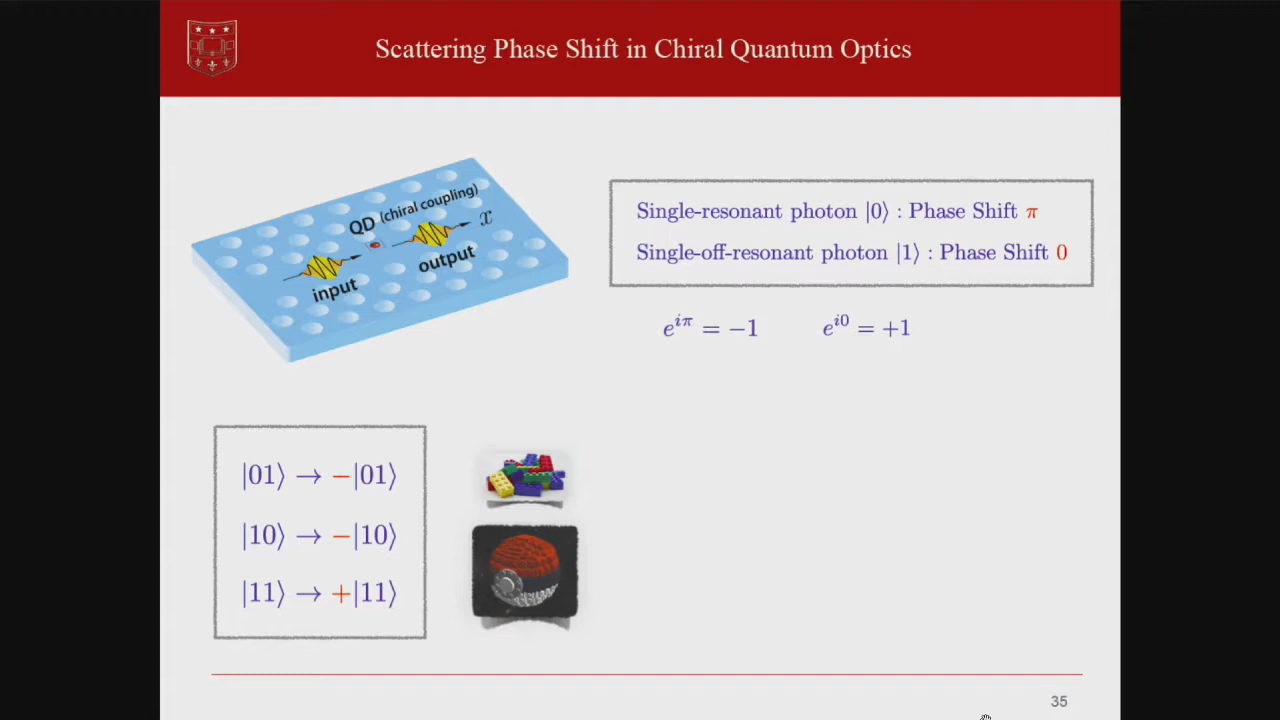 Scattering Phase Shift in Chiral Quantum Optics
QD (chiral coupling)
x
input
output
Single-resonant photon |0⟩ : Phase Shift π
Single-off-resonant photon |1⟩ : Phase Shift 0
e^{iπ} = −1
e^{i0} = +1
|01⟩ → −|01⟩
|10⟩ → −|10⟩
|11⟩ → +|11⟩
35